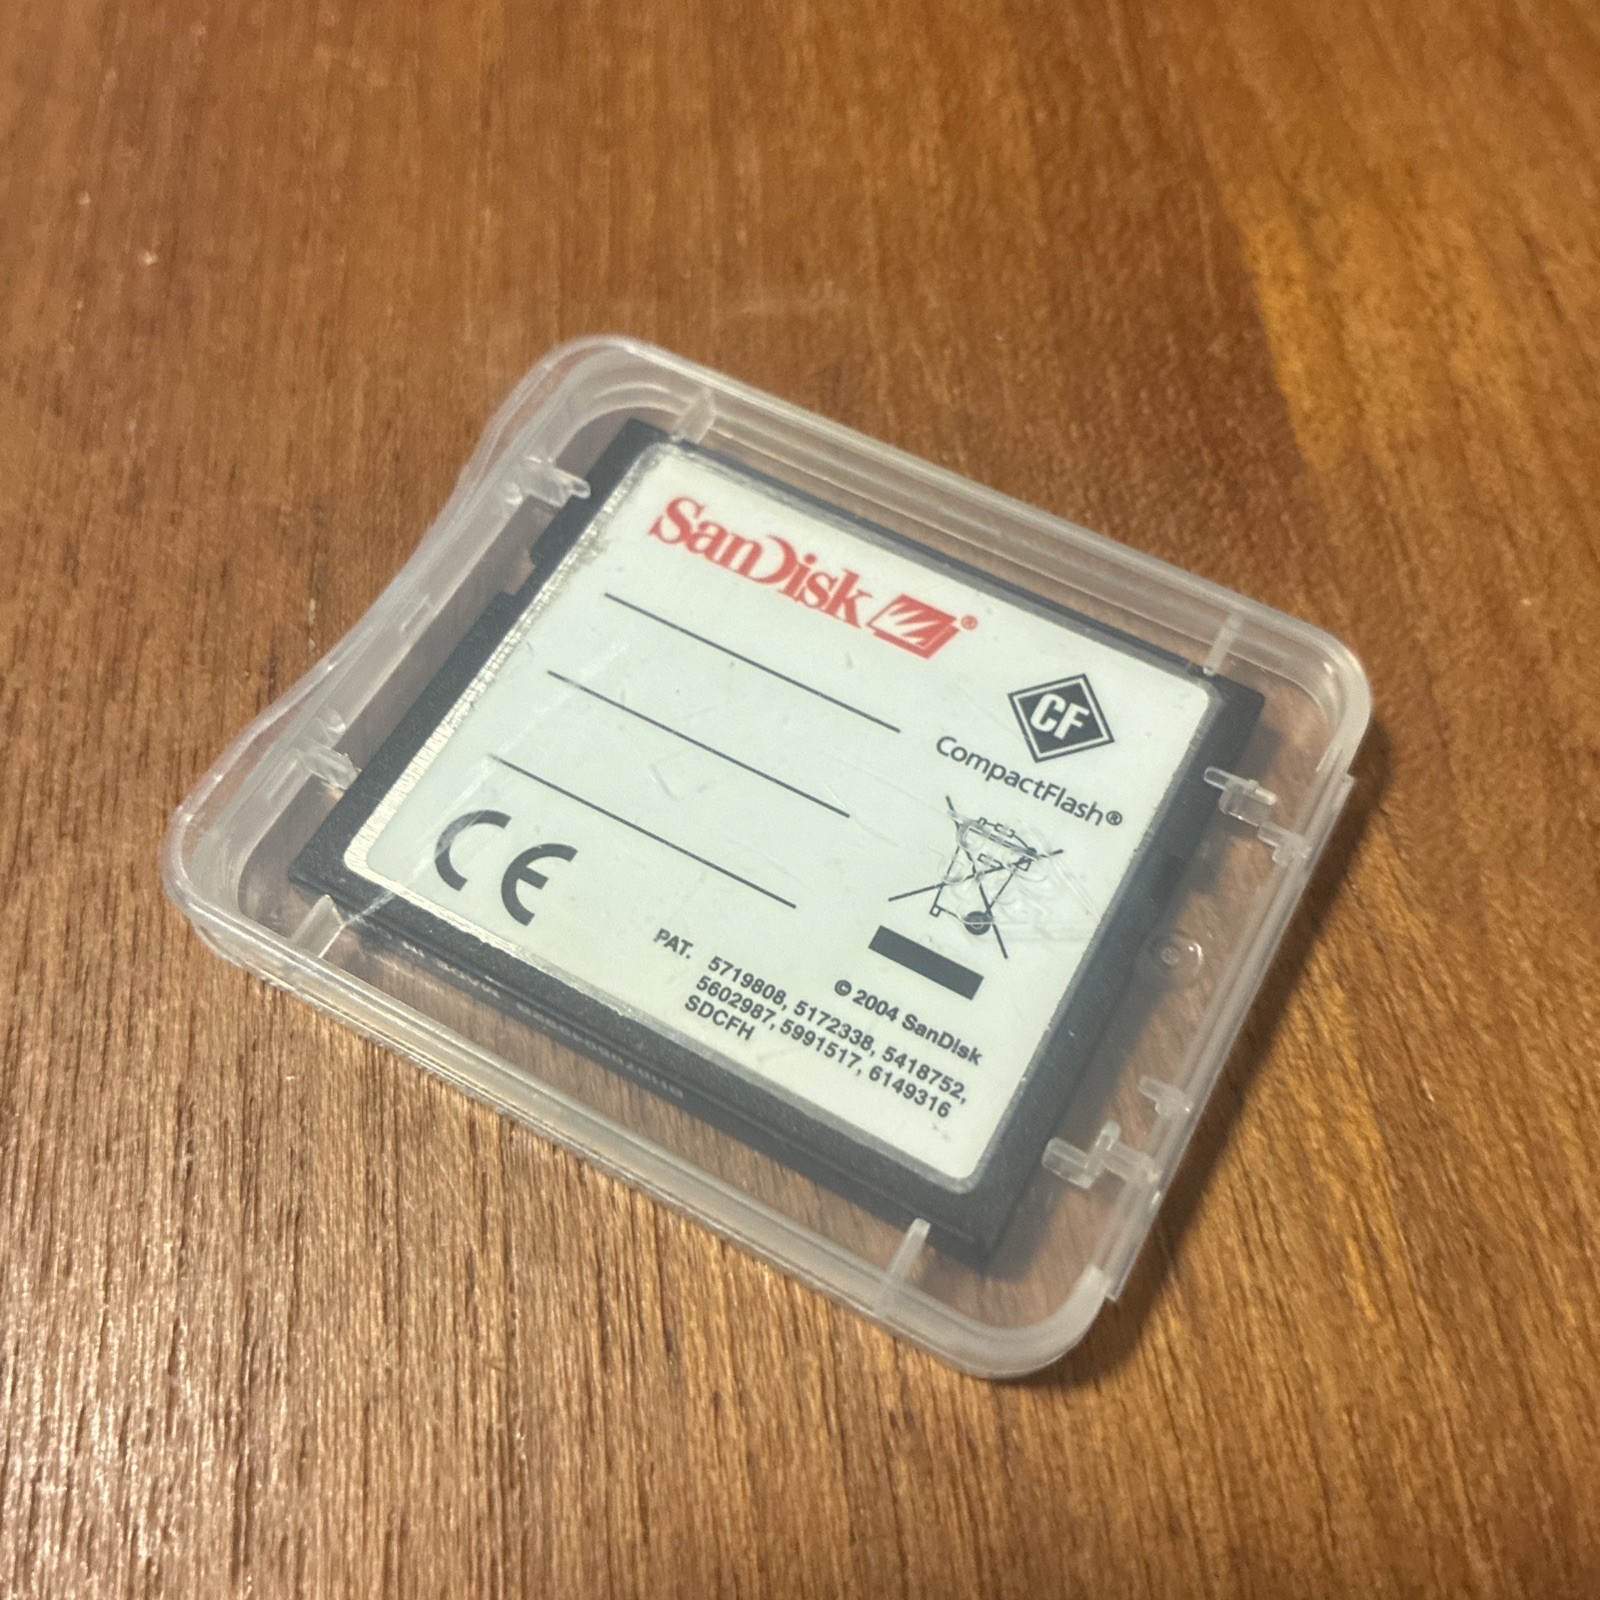 SanDisk®
CF
CompactFlash®
CE
© 2004 SanDisk
PAT. 5719808, 5172338, 5418752,
5602987, 5991517, 6149316
SDCFH